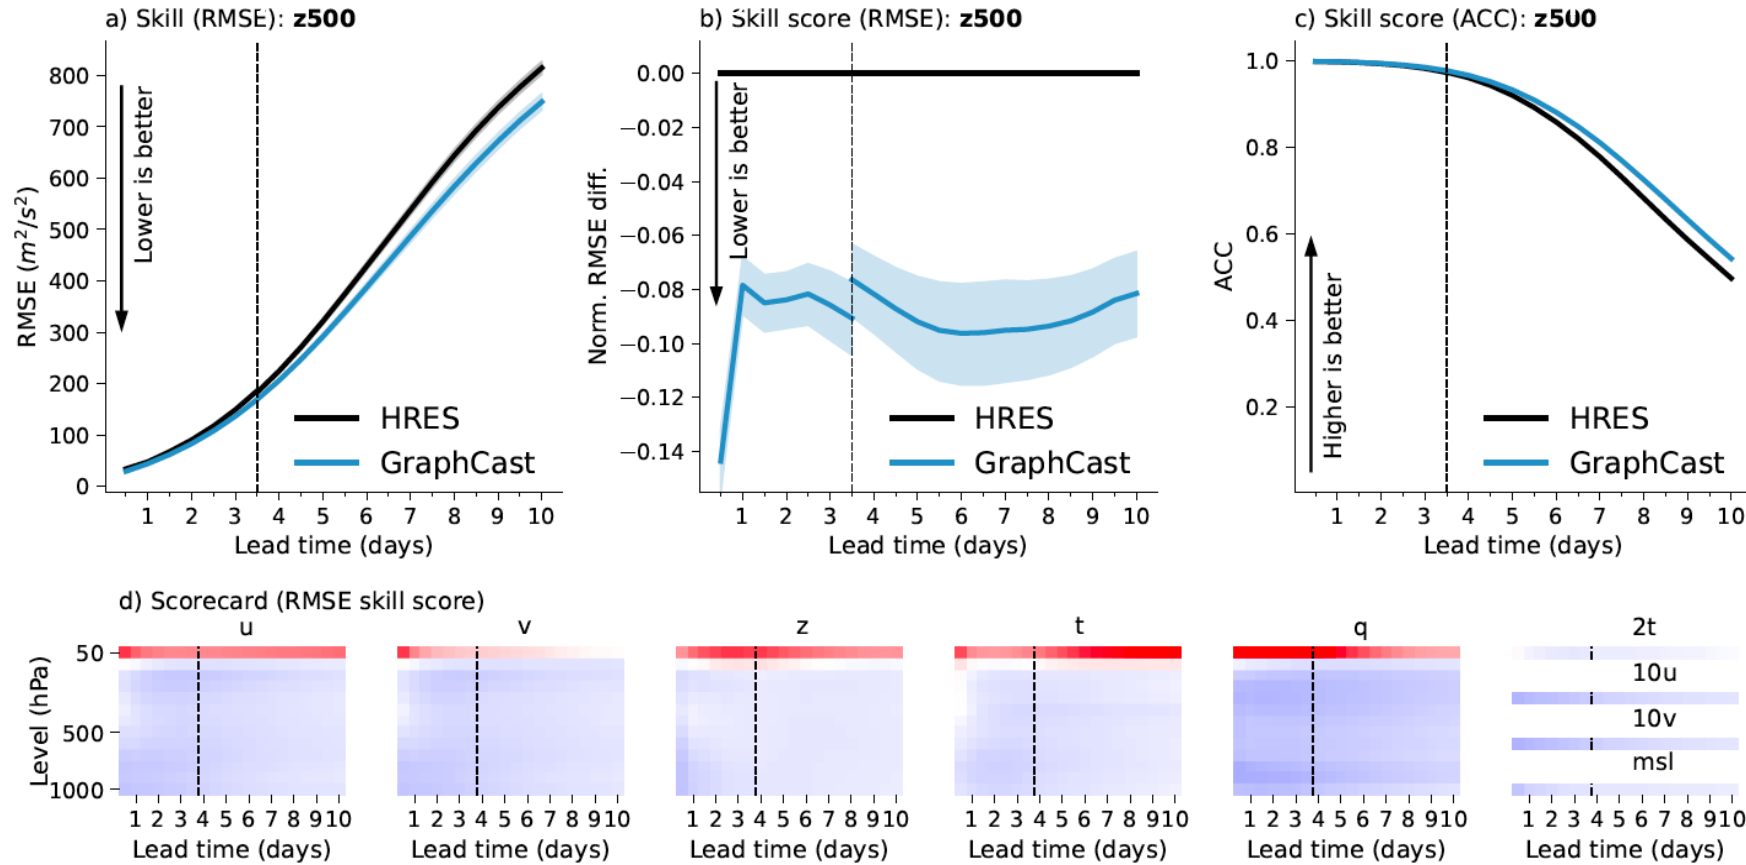 a) Skill (RMSE): z500
b) Skill score (RMSE): z500
c) Skill score (ACC): z500
800
700
600
500
400
300
200
100
0
RMSE (m²/s²)
Lower is better
HRES
GraphCast
1 2 3 4 5 6 7 8 9 10
Lead time (days)
0.00
−0.02
−0.04
−0.06
−0.08
−0.10
−0.12
−0.14
Norm. RMSE diff.
Lower is better
HRES
GraphCast
1 2 3 4 5 6 7 8 9 10
Lead time (days)
1.0
0.8
0.6
0.4
0.2
ACC
Higher is better
HRES
GraphCast
1 2 3 4 5 6 7 8 9 10
Lead time (days)
d) Scorecard (RMSE skill score)
u
v
z
t
q
2t
10u
10v
msl
50
500
1000
Level (hPa)
1 2 3 4 5 6 7 8 9 10
Lead time (days)
1 2 3 4 5 6 7 8 9 10
Lead time (days)
1 2 3 4 5 6 7 8 9 10
Lead time (days)
1 2 3 4 5 6 7 8 9 10
Lead time (days)
1 2 3 4 5 6 7 8 9 10
Lead time (days)
1 2 3 4 5 6 7 8 9 10
Lead time (days)